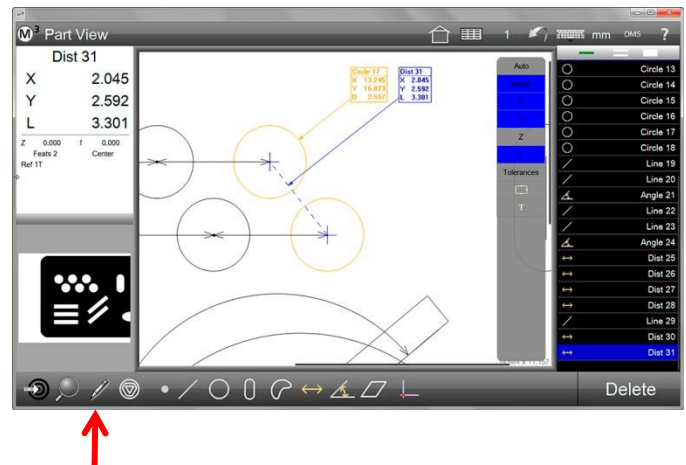 M³ Part View
1
mm
DMS
?
Dist 31
X 2.045
Y 2.592
L 3.301
Z 0.000 f 0.000
Feats 2 Center
Ref 1T
Circle 17
X 13.245
Y 16.823
D 2.597
Dist 31
X 2.045
Y 2.592
L 3.301
Auto
Z
Tolerances
T
Circle 13
Circle 14
Circle 15
Circle 16
Circle 17
Circle 18
Line 19
Line 20
Angle 21
Line 22
Line 23
Angle 24
Dist 25
Dist 26
Dist 27
Dist 28
Line 29
Dist 30
Dist 31
Delete